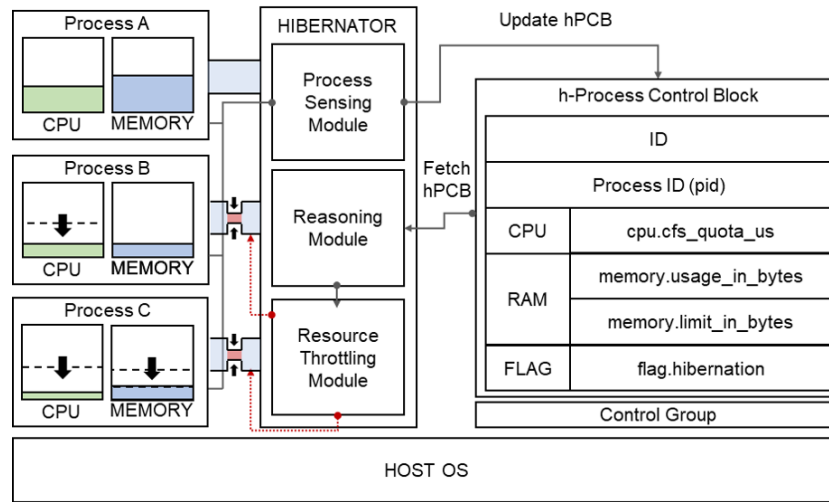 Process A
CPU
MEMORY
Process B
CPU
MEMORY
Process C
CPU
MEMORY
HIBERNATOR
Process
Sensing
Module
Reasoning
Module
Resource
Throttling
Module
Update hPCB
Fetch
hPCB
h-Process Control Block
ID
Process ID (pid)
CPU
cpu.cfs_quota_us
RAM
memory.usage_in_bytes
memory.limit_in_bytes
FLAG
flag.hibernation
Control Group
HOST OS